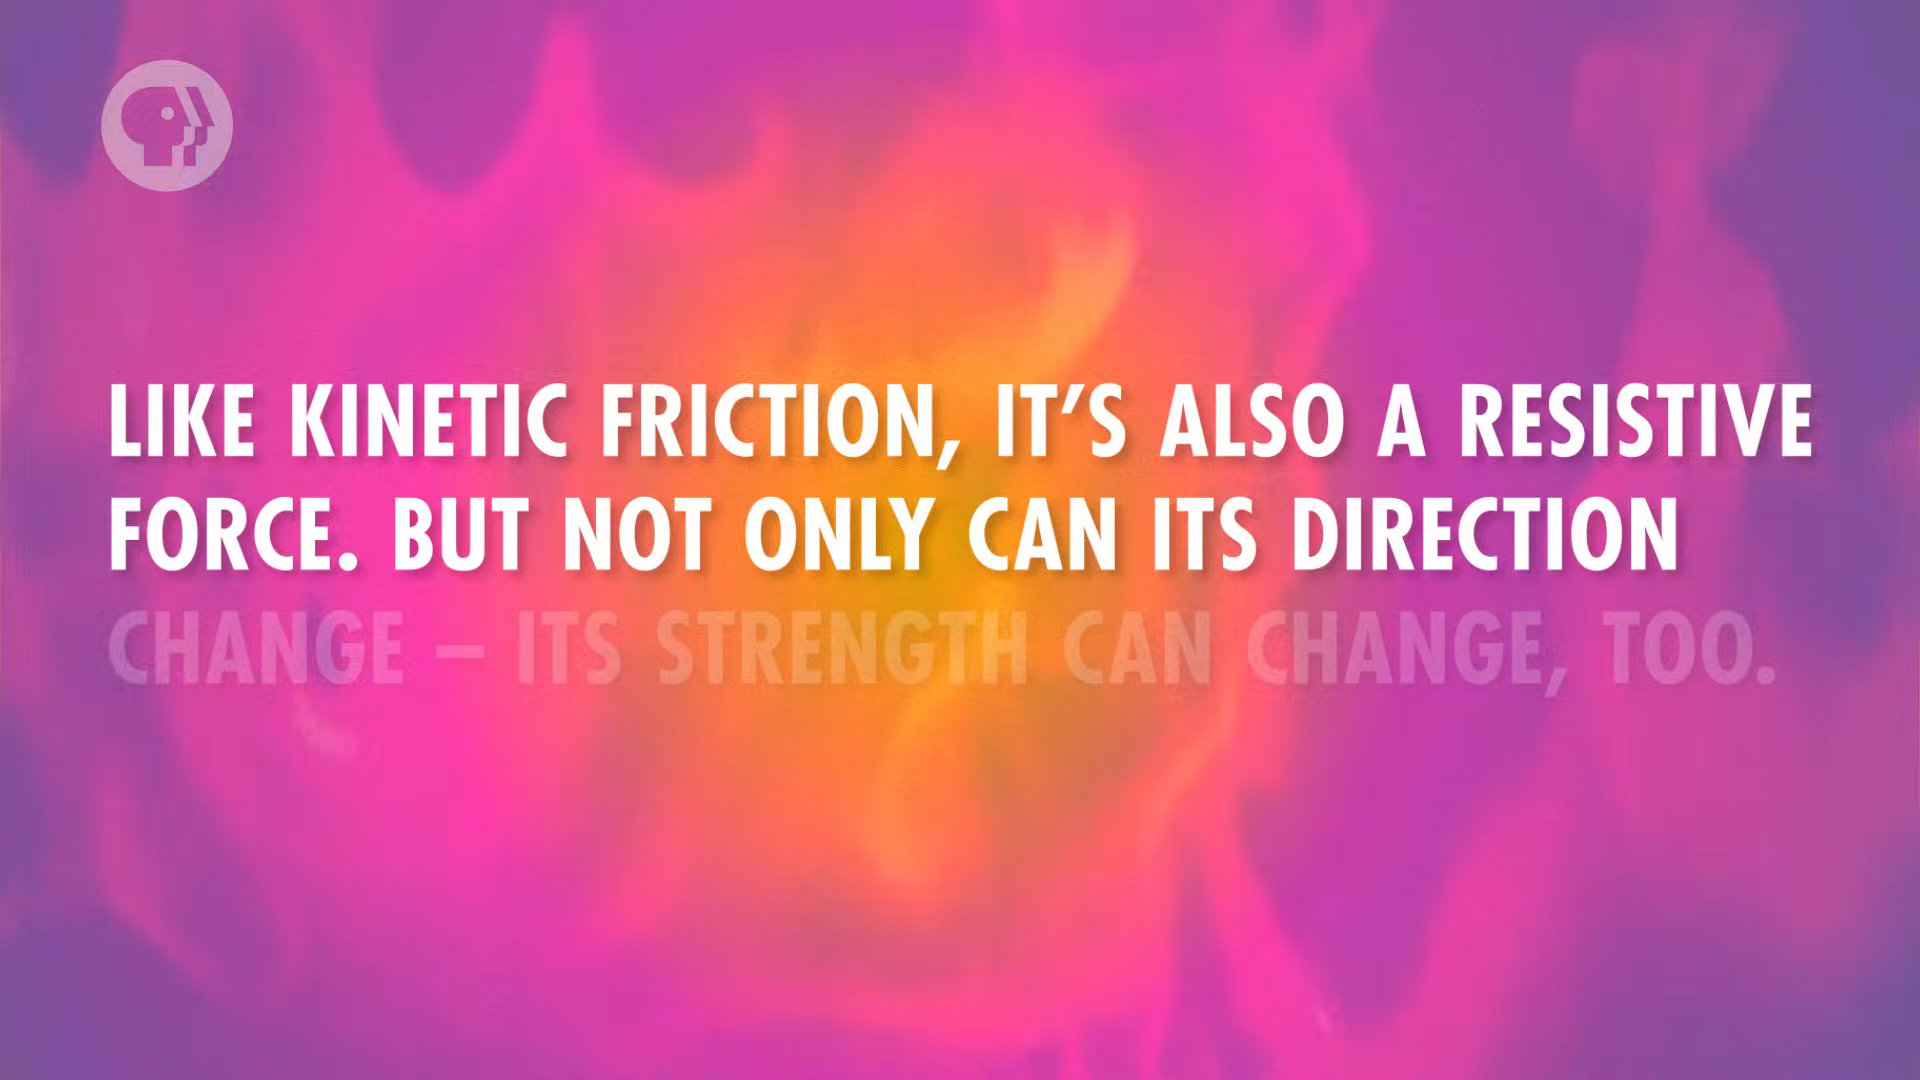 LIKE KINETIC FRICTION, IT’S ALSO A RESISTIVE
FORCE. BUT NOT ONLY CAN ITS DIRECTION
CHANGE – ITS STRENGTH CAN CHANGE, TOO.